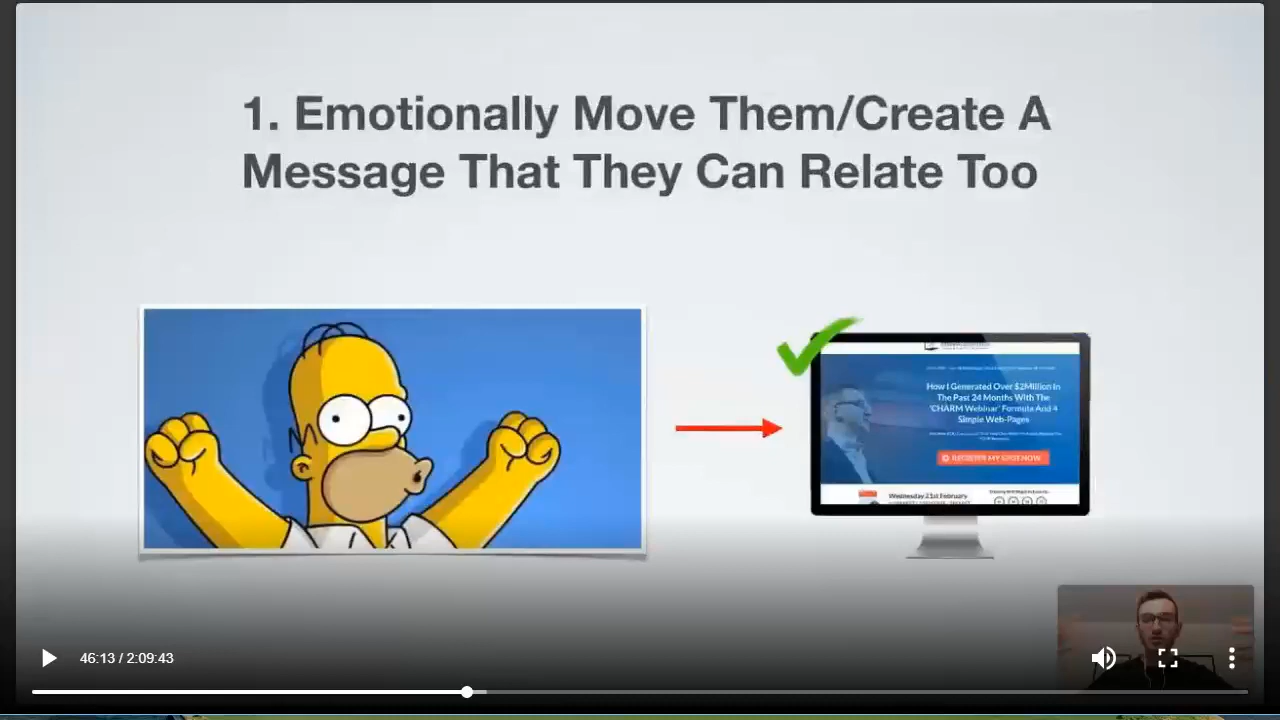 1. Emotionally Move Them/Create A
Message That They Can Relate Too
How I Generated Over $2Million In
The Past 24 Months With The
'CHARM Webinar' Formula And 4
Simple Web-Pages
REGISTER MY SPOT NOW
Wednesday 21st February
46:13 / 2:09:43